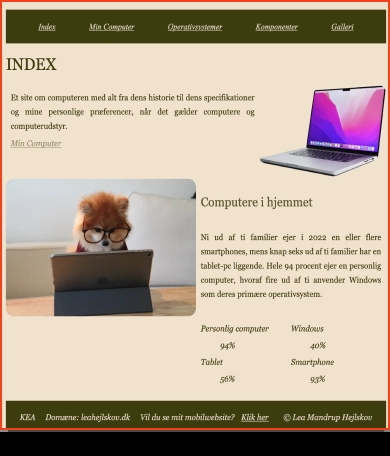 Index Min Computer Operativsystemer Komponenter Galleri
INDEX
Et site om computeren med alt fra dens historie til dens specifikationer
og mine personlige præferencer, når det gælder computere og
computerudstyr.
Min Computer
Computere i hjemmet
Ni ud af ti familier ejer i 2022 en eller flere
smartphones, mens knap seks ud af ti familier har en
tablet-pc liggende. Hele 94 procent ejer en personlig
computer, hvoraf fire ud af ti anvender Windows
som deres primære operativsystem.
Personlig computer Windows
94% 40%
Tablet Smartphone
56% 93%
KEA Domæne: leahejlskov.dk Vil du se mit mobilwebsite? Klik her © Lea Mandrup Hejlskov